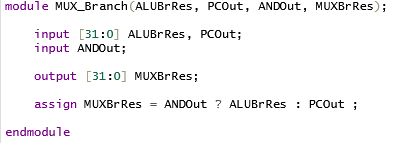 module MUX_Branch(ALUBrRes, PCOut, ANDOut, MUXBrRes);
input [31:0] ALUBrRes, PCOut;
input ANDOut;
output [31:0] MUXBrRes;
assign MUXBrRes = ANDOut ? ALUBrRes : PCOut ;
endmodule